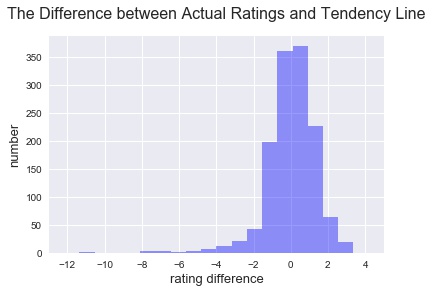 The Difference between Actual Ratings and Tendency Line
350
300
250
200
150
100
50
0
number
−12 −10 −8 −6 −4 −2 0 2 4
rating difference